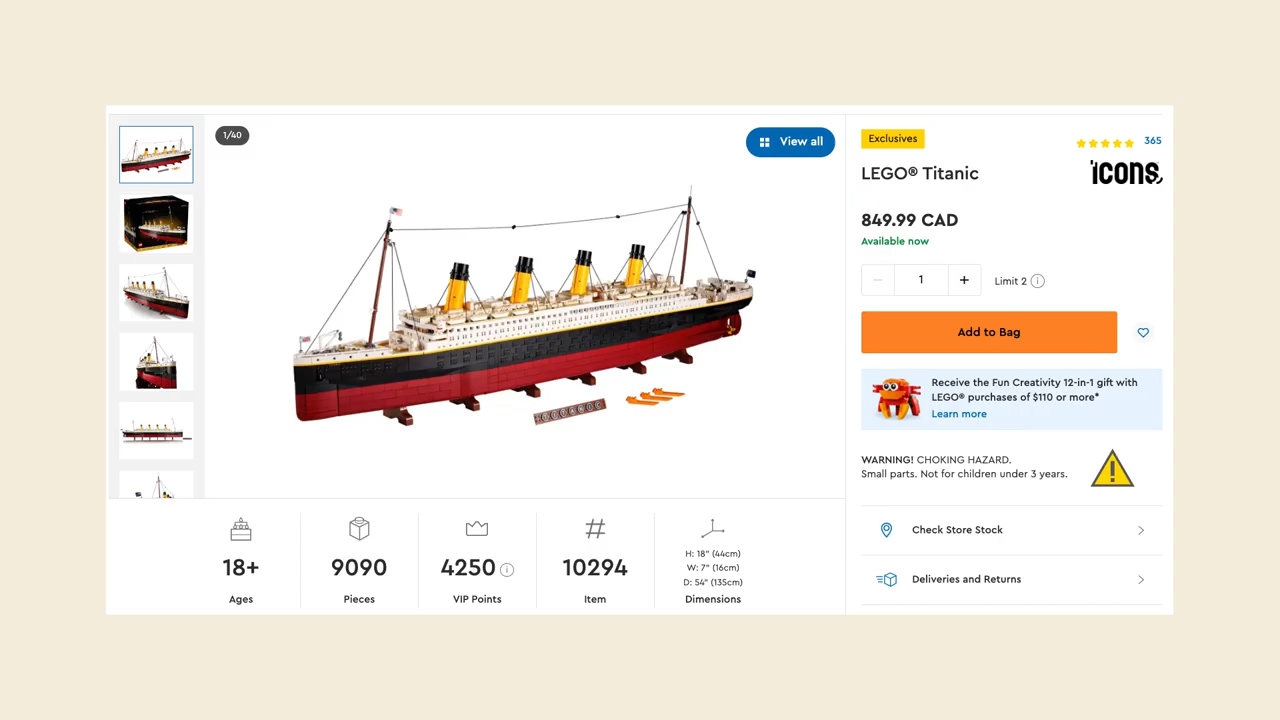 1/40
View all
Exclusives
365
LEGO® Titanic
icons.
849.99 CAD
Available now
1
Limit 2
Add to Bag
Receive the Fun Creativity 12-in-1 gift with
LEGO® purchases of $110 or more*
Learn more
WARNING! CHOKING HAZARD.
Small parts. Not for children under 3 years.
Check Store Stock
Deliveries and Returns
18+
Ages
9090
Pieces
4250
VIP Points
10294
Item
H: 18" (44cm)
W: 7" (16cm)
D: 54" (135cm)
Dimensions